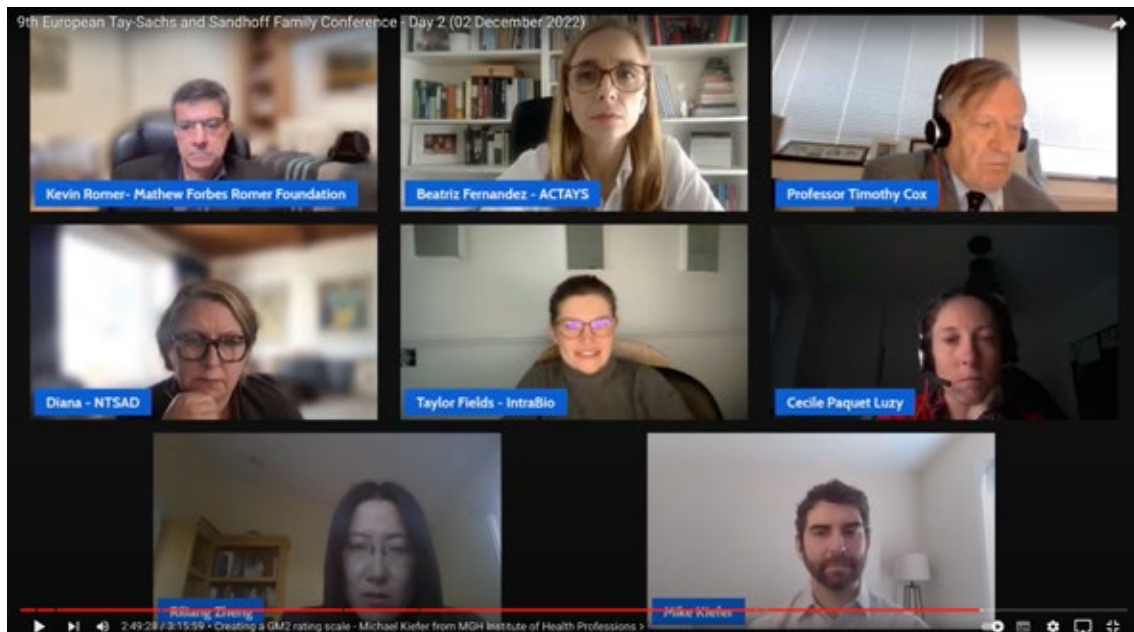 9th European Tay-Sachs and Sandhoff Family Conference - Day 2 (02 December 2022)
Kevin Romer- Mathew Forbes Romer Foundation
Beatriz Fernandez - ACTAYS
Professor Timothy Cox
Diana - NTSAD
Taylor Fields - IntraBio
Cecile Paquet Luzy
Zheng
Mike Kiefer
2:49:28 / 3:15:59 • Creating a GM2 rating scale - Michael Kiefer from MGH Institute of Health Professions >